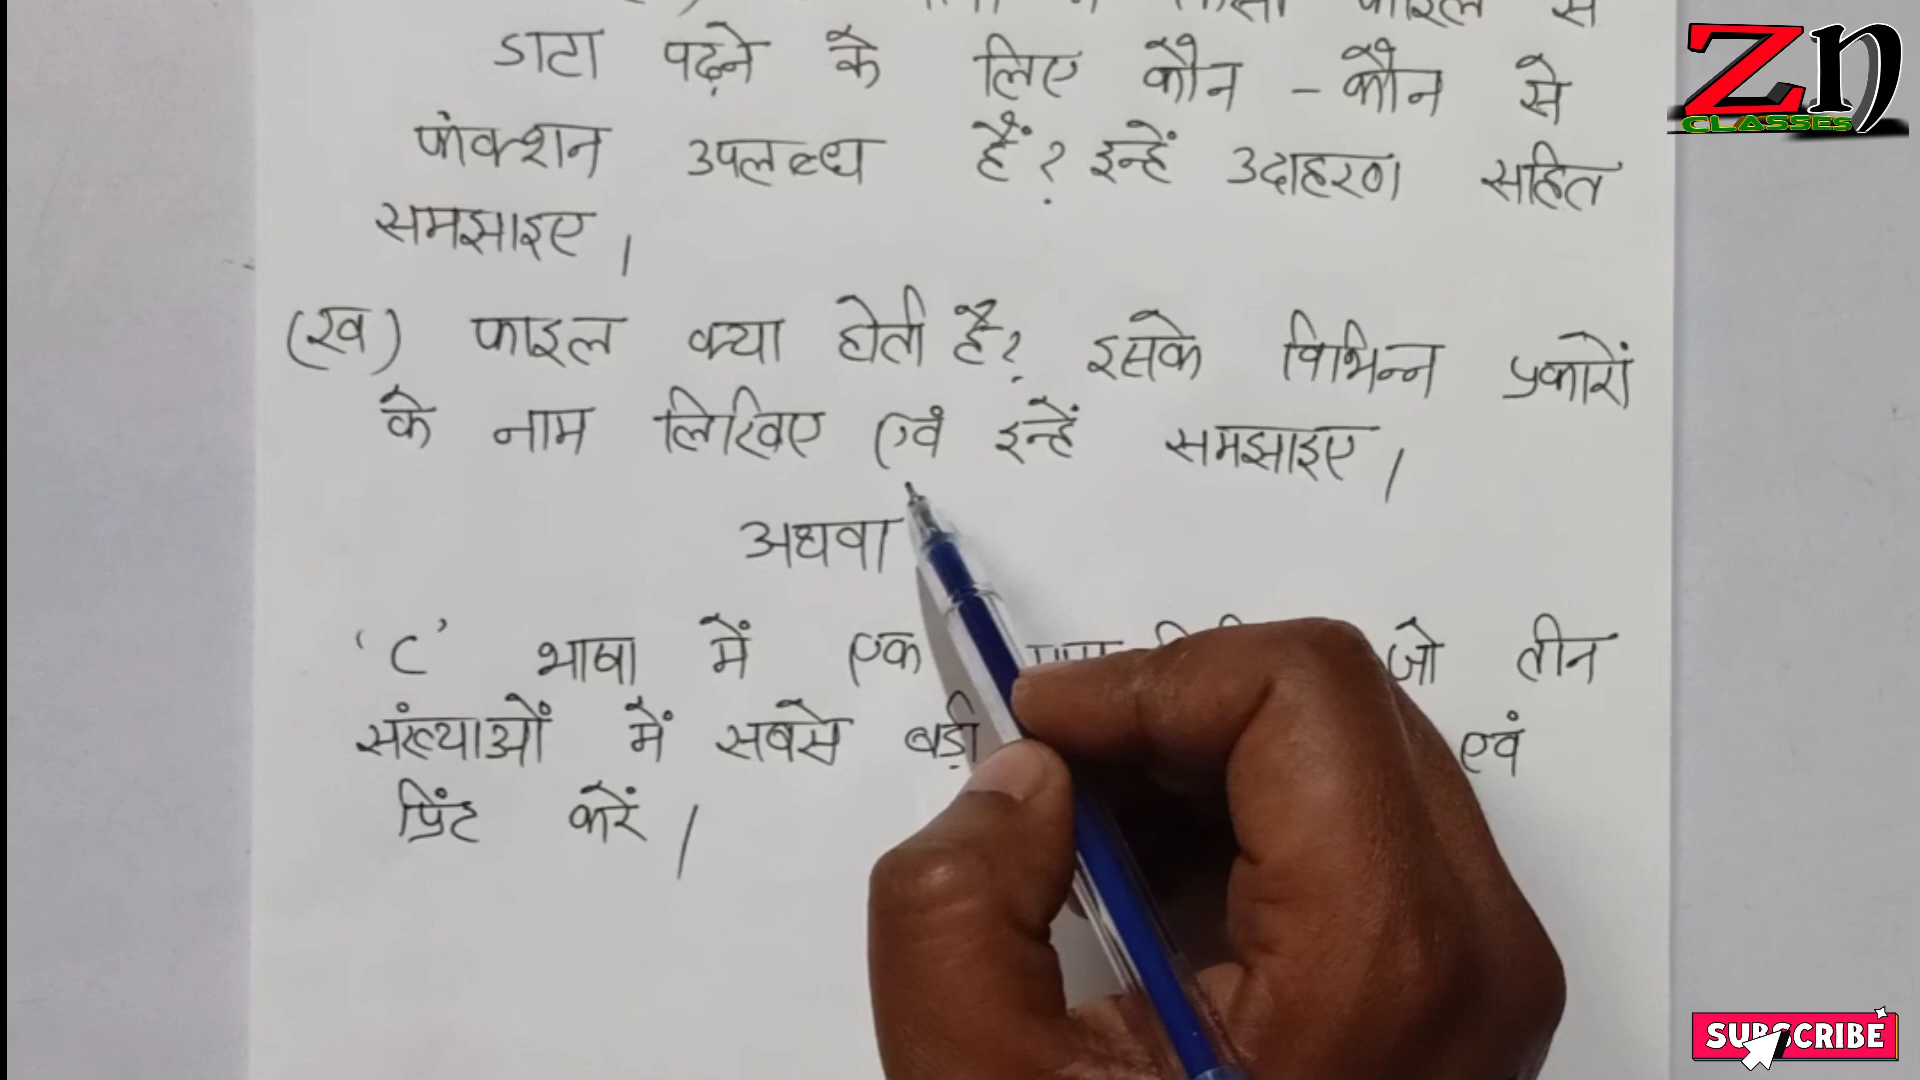 डाटा पढ़ने के लिए कौन - कौन से
फंक्शन उपलब्ध हैं? इन्हें उदाहरण सहित
समझाइए।
(ख) फाइल क्या होती है? इसके विभिन्न प्रकारों
के नाम लिखिए एवं इन्हें समझाइए।
अथवा
'C' भाषा में एक जो तीन
संख्याओं में सबसे बड़ी एवं
प्रिंट करें।
Zn
CLASSES
SUBSCRIBE